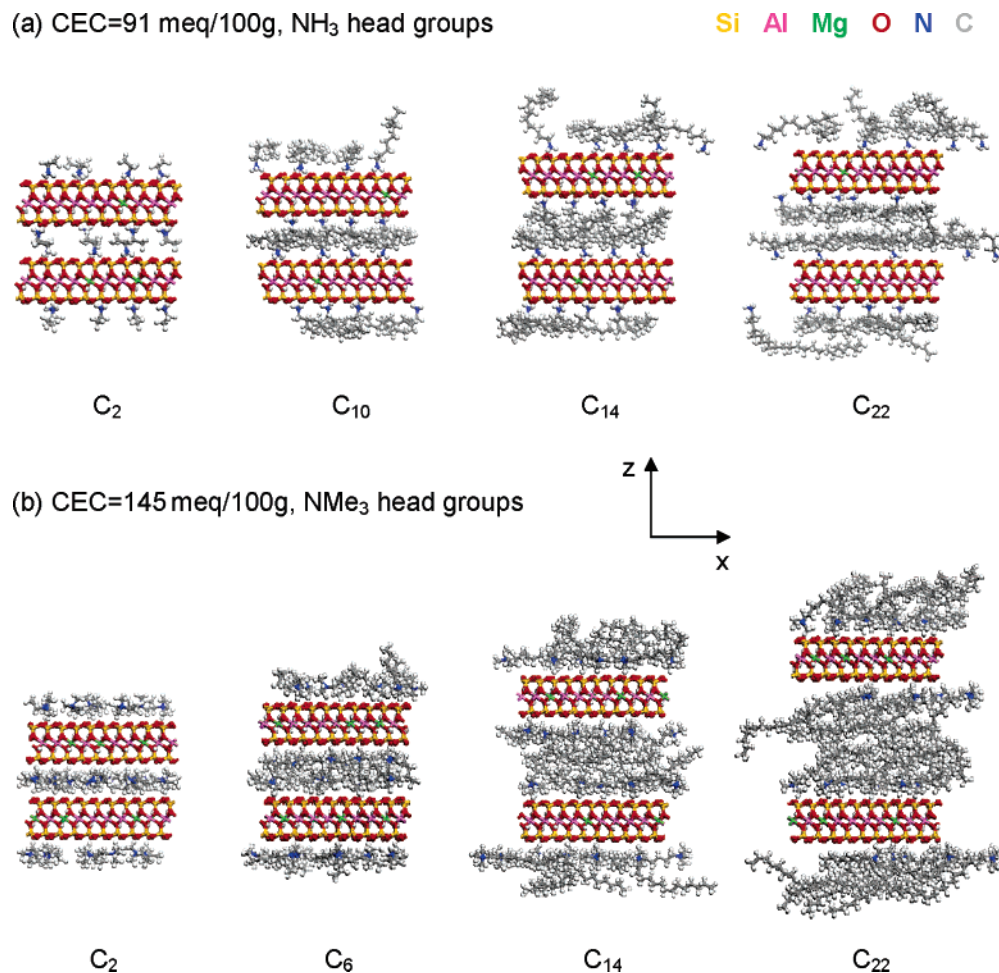 (a) CEC=91 meq/100g, NH₃ head groups Si Al Mg O N C
C₂ C₁₀ C₁₄ C₂₂
z
(b) CEC=145 meq/100g, NMe₃ head groups
x
C₂ C₆ C₁₄ C₂₂